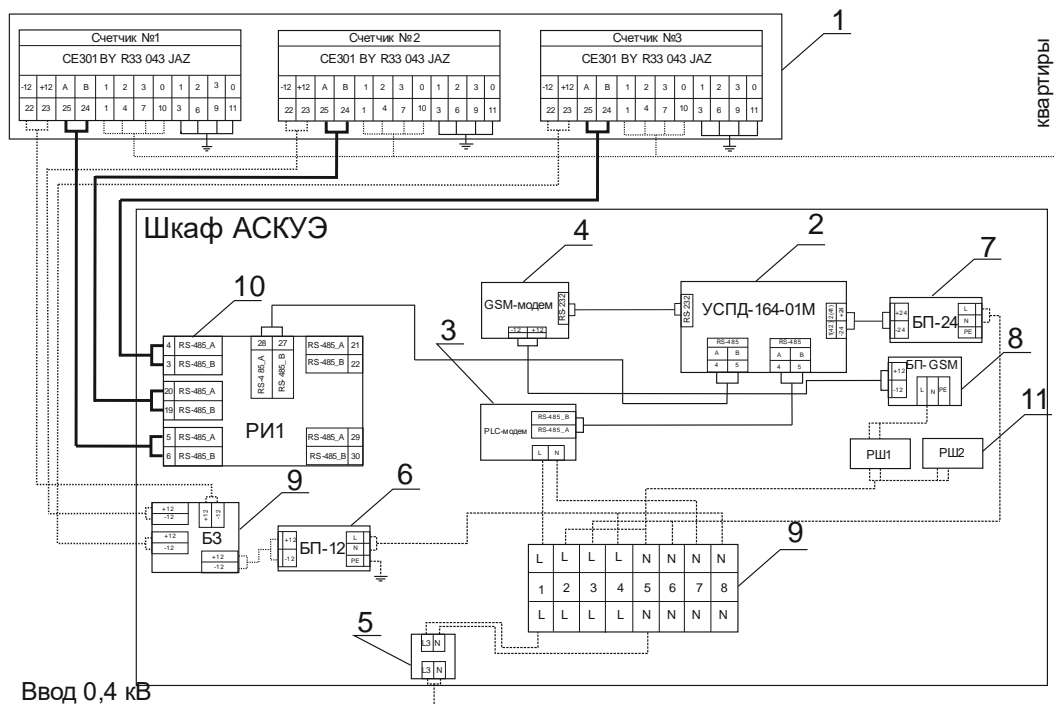 Счетчик №1
CE301 BY R33 043 JAZ
-12 +12 A B 1 2 3 0 1 2 3 0
22 23 25 24 1 4 7 10 3 6 9 11
Счетчик №2
CE301 BY R33 043 JAZ
-12 +12 A B 1 2 3 0 1 2 3 0
22 23 25 24 1 4 7 10 3 6 9 11
Счетчик №3
CE301 BY R33 043 JAZ
-12 +12 A B 1 2 3 0 1 2 3 0
22 23 25 24 1 4 7 10 3 6 9 11
1
квартиры
Шкаф АСКУЭ
10
4 RS-485_A
3 RS-485_B
20 RS-485_A
19 RS-485_B
5 RS-485_A
6 RS-485_B
28 27
RS-485_A
RS-485_B
RS-485_A 21
RS-485_B 22
РИ1
RS-485_A 29
RS-485_B 30
4
GSM-модем
RS-232
-12 +12
2
RS-232
УСПД-164-01М
1(42) 2(41)
-24 +24
RS-485
A B
4 5
RS-485
A B
4 5
7
+24
-24
БП-24
L
N
PE
8
+12
-12
БП-GSM
L N PE
3
PLC-модем
RS-485_B
RS-485_A
L N
11
РШ1
РШ2
9
+12
-12
+12
-12
+12
-12
БЗ
+12
-12
6
+12
-12
БП-12
L
N
PE
9
L L L L N N N N
1 2 3 4 5 6 7 8
L L L L N N N N
5
L3 N
L3 N
Ввод 0,4 кВ